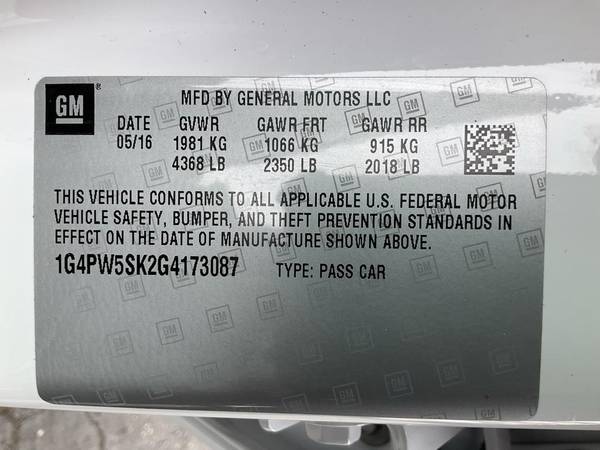 GM ® MFD BY GENERAL MOTORS LLC
DATE GVWR GAWR FRT GAWR RR
05/16 1981 KG 1066 KG 915 KG
4368 LB 2350 LB 2018 LB
THIS VEHICLE CONFORMS TO ALL APPLICABLE U.S. FEDERAL MOTOR
VEHICLE SAFETY, BUMPER, AND THEFT PREVENTION STANDARDS IN
EFFECT ON THE DATE OF MANUFACTURE SHOWN ABOVE.
1G4PW5SK2G4173087 TYPE: PASS CAR